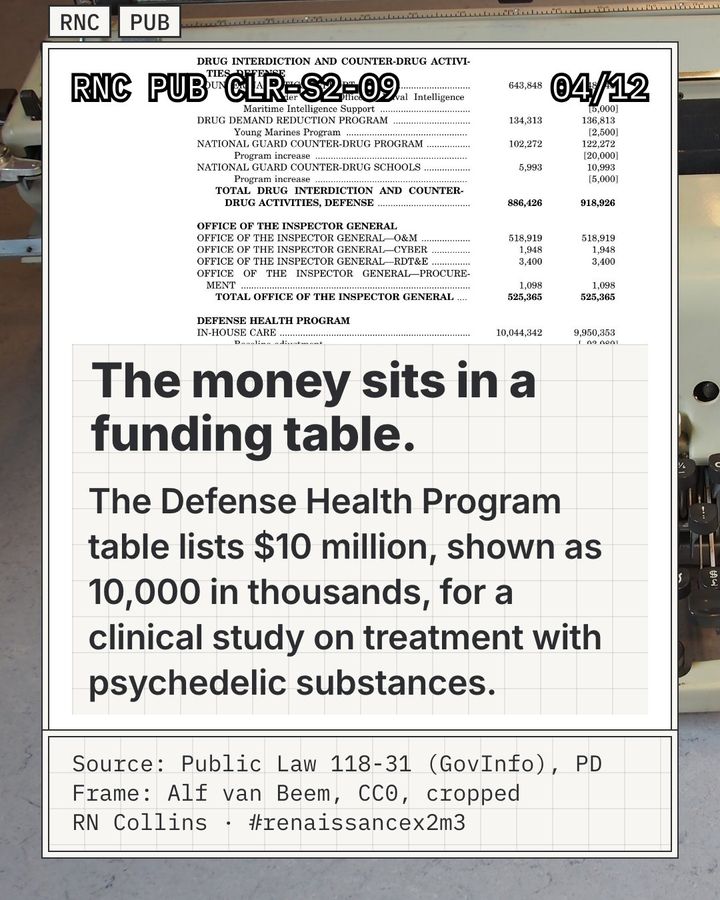 RNC PUB
DRUG INTERDICTION AND COUNTER-DRUG ACTIVI-
TIES, DEFENSE
RNC PUB CLR-S2-09 04/12
643,848
Intelligence
Maritime Intelligence Support [5,000]
DRUG DEMAND REDUCTION PROGRAM 134,313 136,813
Young Marines Program [2,500]
NATIONAL GUARD COUNTER-DRUG PROGRAM 102,272 122,272
Program increase [20,000]
NATIONAL GUARD COUNTER-DRUG SCHOOLS 5,993 10,993
Program increase [5,000]
TOTAL DRUG INTERDICTION AND COUNTER-
DRUG ACTIVITIES, DEFENSE 886,426 918,926
OFFICE OF THE INSPECTOR GENERAL
OFFICE OF THE INSPECTOR GENERAL—O&M 518,919 518,919
OFFICE OF THE INSPECTOR GENERAL—CYBER 1,948 1,948
OFFICE OF THE INSPECTOR GENERAL—RDT&E 3,400 3,400
OFFICE OF THE INSPECTOR GENERAL—PROCURE-
MENT 1,098 1,098
TOTAL OFFICE OF THE INSPECTOR GENERAL 525,365 525,365
DEFENSE HEALTH PROGRAM
IN-HOUSE CARE 10,044,342 9,950,353
The money sits in a
funding table.
The Defense Health Program
table lists $10 million, shown as
10,000 in thousands, for a
clinical study on treatment with
psychedelic substances.
Source: Public Law 118-31 (GovInfo), PD
Frame: Alf van Beem, CC0, cropped
RN Collins · #renaissancex2m3